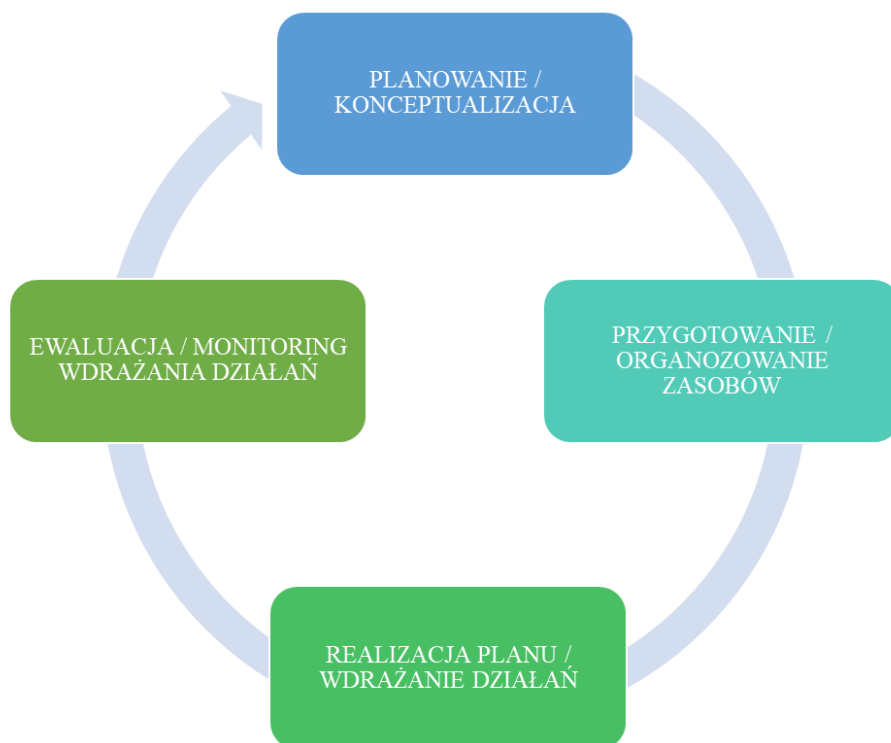 PLANOWANIE /
KONCEPTUALIZACJA
PRZYGOTOWANIE /
ORGANOZOWANIE
ZASOBÓW
REALIZACJA PLANU /
WDRAŻANIE DZIAŁAŃ
EWALUACJA / MONITORING
WDRAŻANIA DZIAŁAŃ